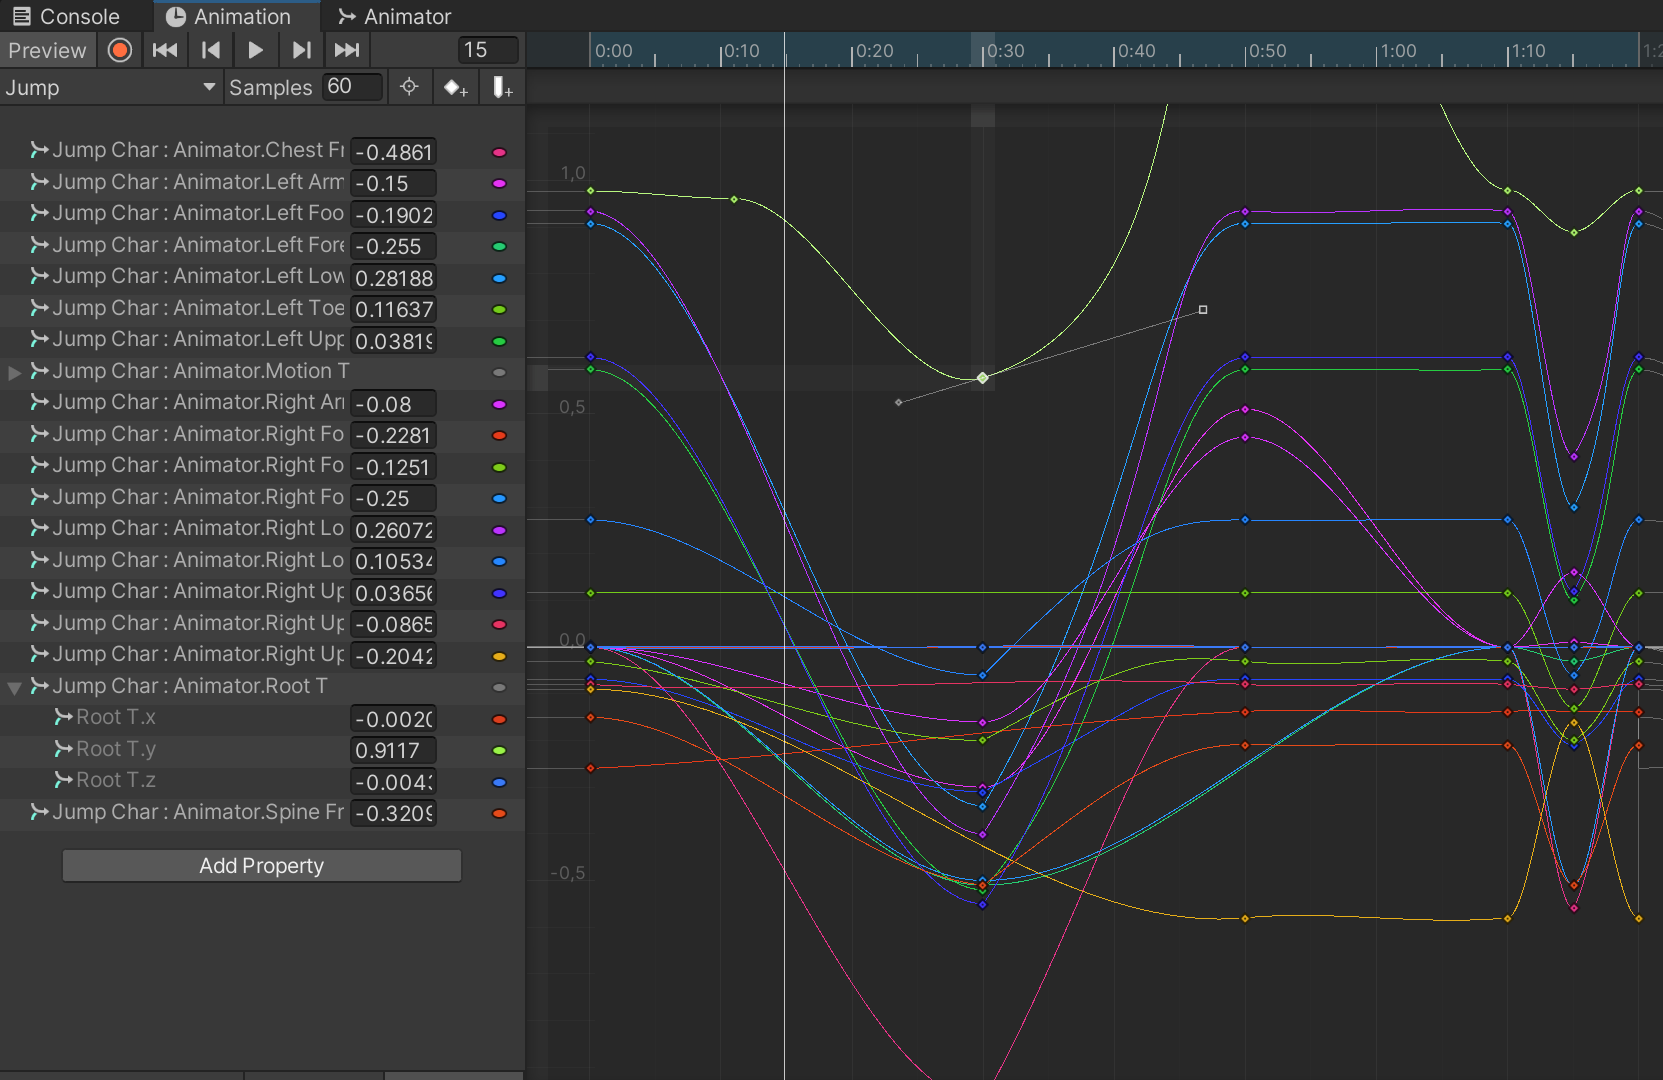 Console Animation Animator
Preview 15 0:00 0:10 0:20 0:30 0:40 0:50 1:00 1:10 1:2
Jump Samples 60
Jump Char : Animator.Chest Fr -0.4861
Jump Char : Animator.Left Arm -0.15
Jump Char : Animator.Left Foo -0.1902
Jump Char : Animator.Left Fore -0.255
Jump Char : Animator.Left Low 0.28188
Jump Char : Animator.Left Toe 0.11637
Jump Char : Animator.Left Upp 0.03819
Jump Char : Animator.Motion T
Jump Char : Animator.Right Ar -0.08
Jump Char : Animator.Right Fo -0.2281
Jump Char : Animator.Right Fo -0.1251
Jump Char : Animator.Right Fo -0.25
Jump Char : Animator.Right Lo 0.26072
Jump Char : Animator.Right Lo 0.10534
Jump Char : Animator.Right Up 0.03656
Jump Char : Animator.Right Up -0.0865
Jump Char : Animator.Right Up -0.2042
Jump Char : Animator.Root T
Root T.x -0.0020
Root T.y 0.9117
Root T.z -0.0043
Jump Char : Animator.Spine Fr -0.3209
Add Property
1,0
0,5
0,0
-0,5